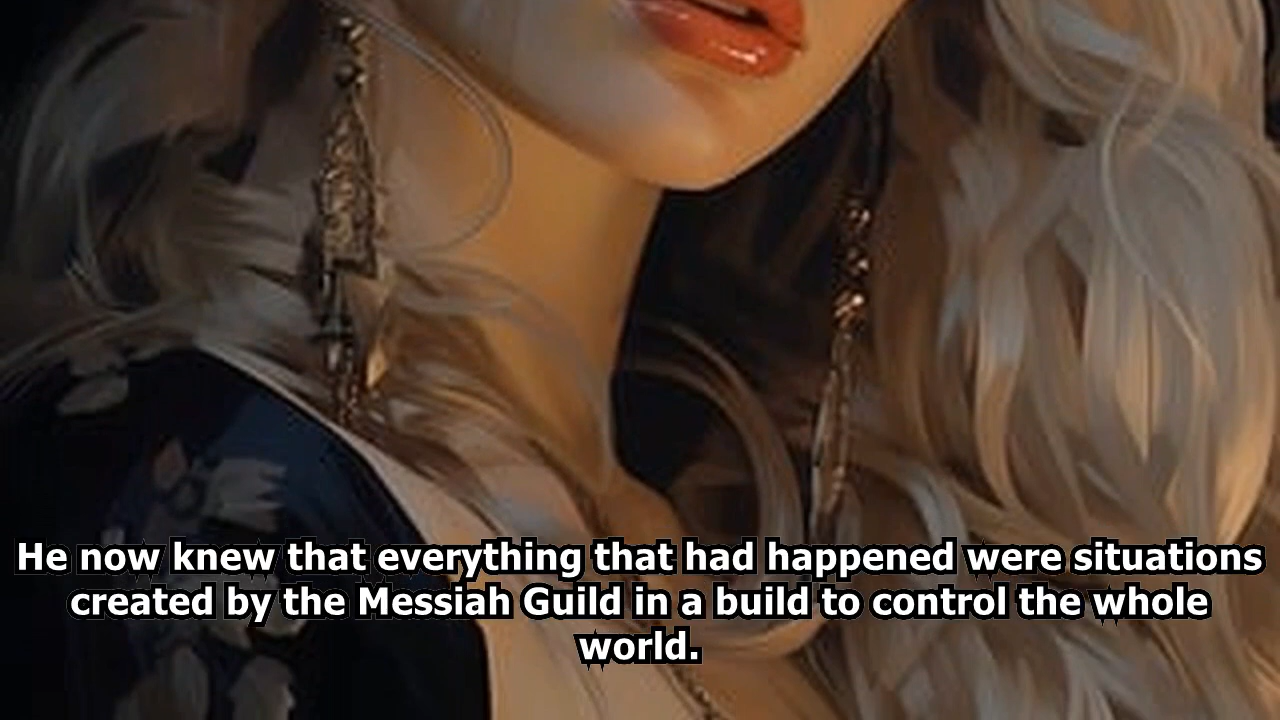 He now knew that everything that had happened were situations
created by the Messiah Guild in a build to control the whole
world.